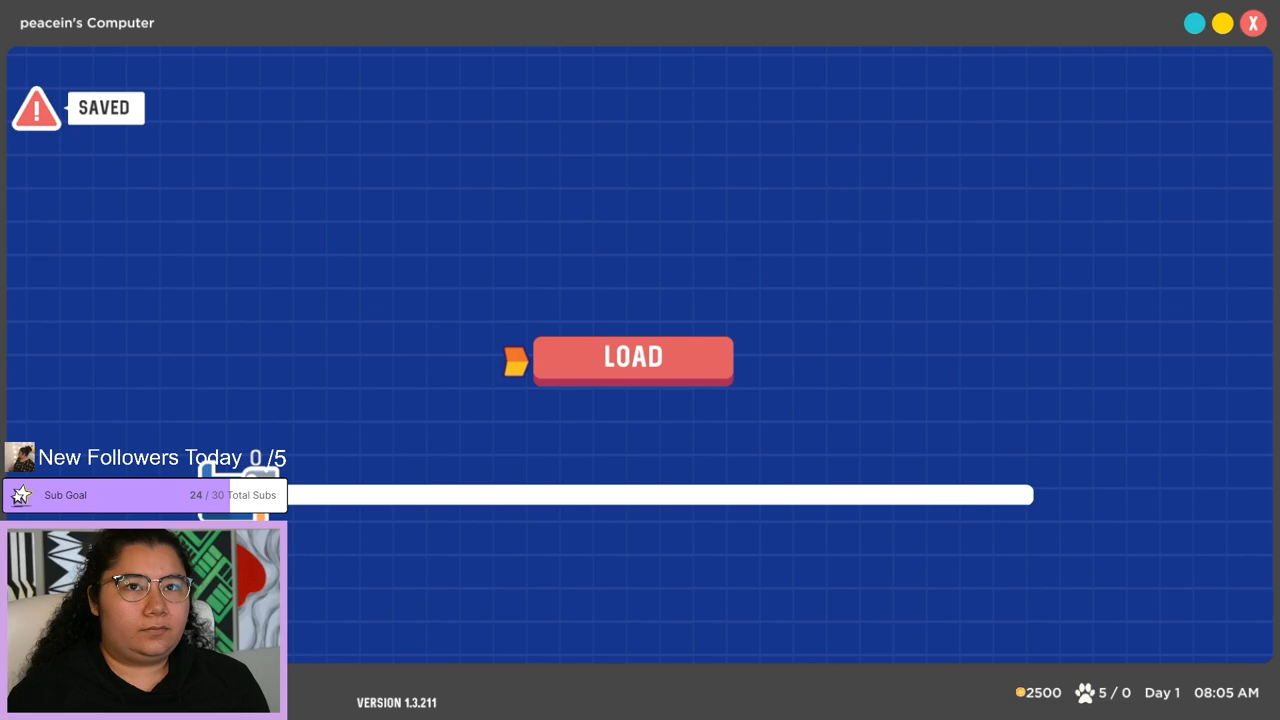 peacein's Computer
X
!
SAVED
LOAD
New Followers Today 0 /5
Sub Goal
24 / 30 Total Subs
VERSION 1.3.211
2500
5 / 0
Day 1
08:05 AM